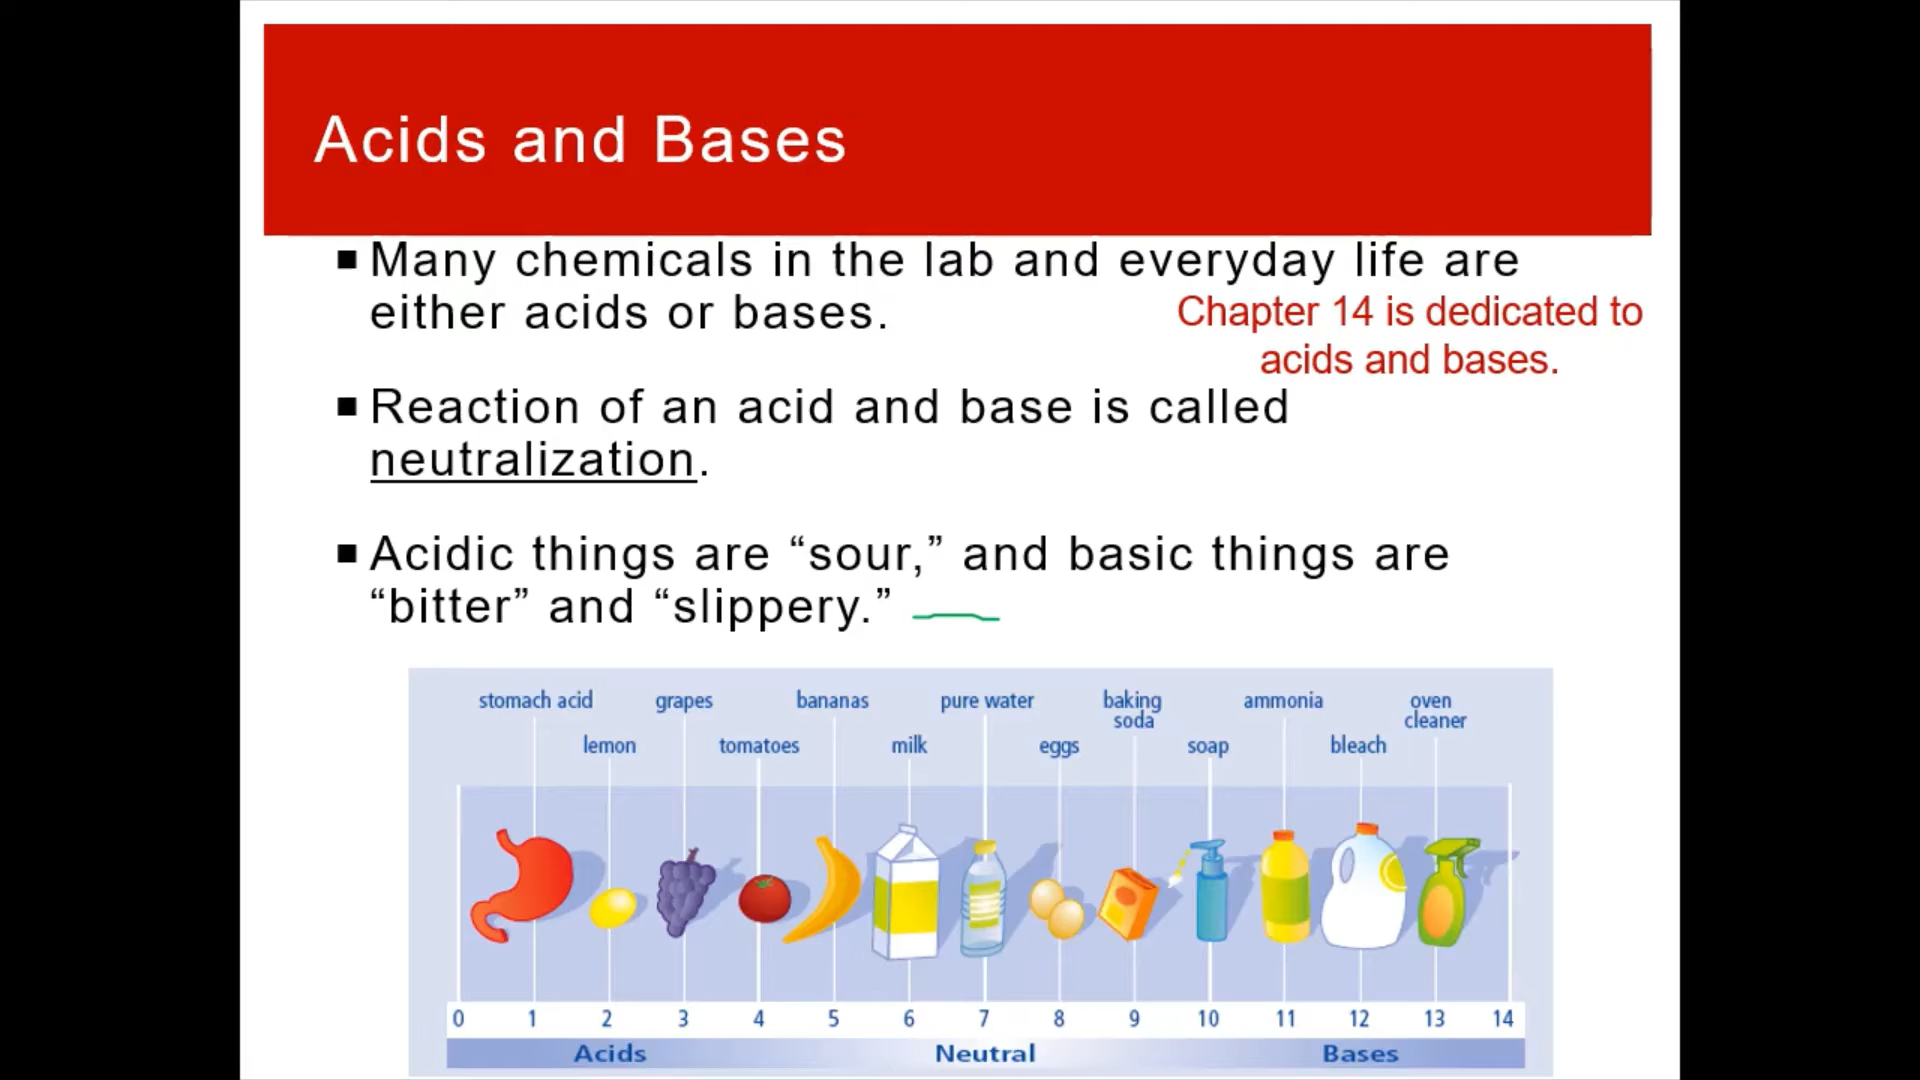 Acids and Bases
■ Many chemicals in the lab and everyday life are
either acids or bases.
Chapter 14 is dedicated to
acids and bases.
■ Reaction of an acid and base is called
neutralization.
■ Acidic things are “sour,” and basic things are
“bitter” and “slippery.”
stomach acid grapes bananas pure water baking soda ammonia oven cleaner
lemon tomatoes milk eggs soap bleach
0 1 2 3 4 5 6 7 8 9 10 11 12 13 14
Acids Neutral Bases